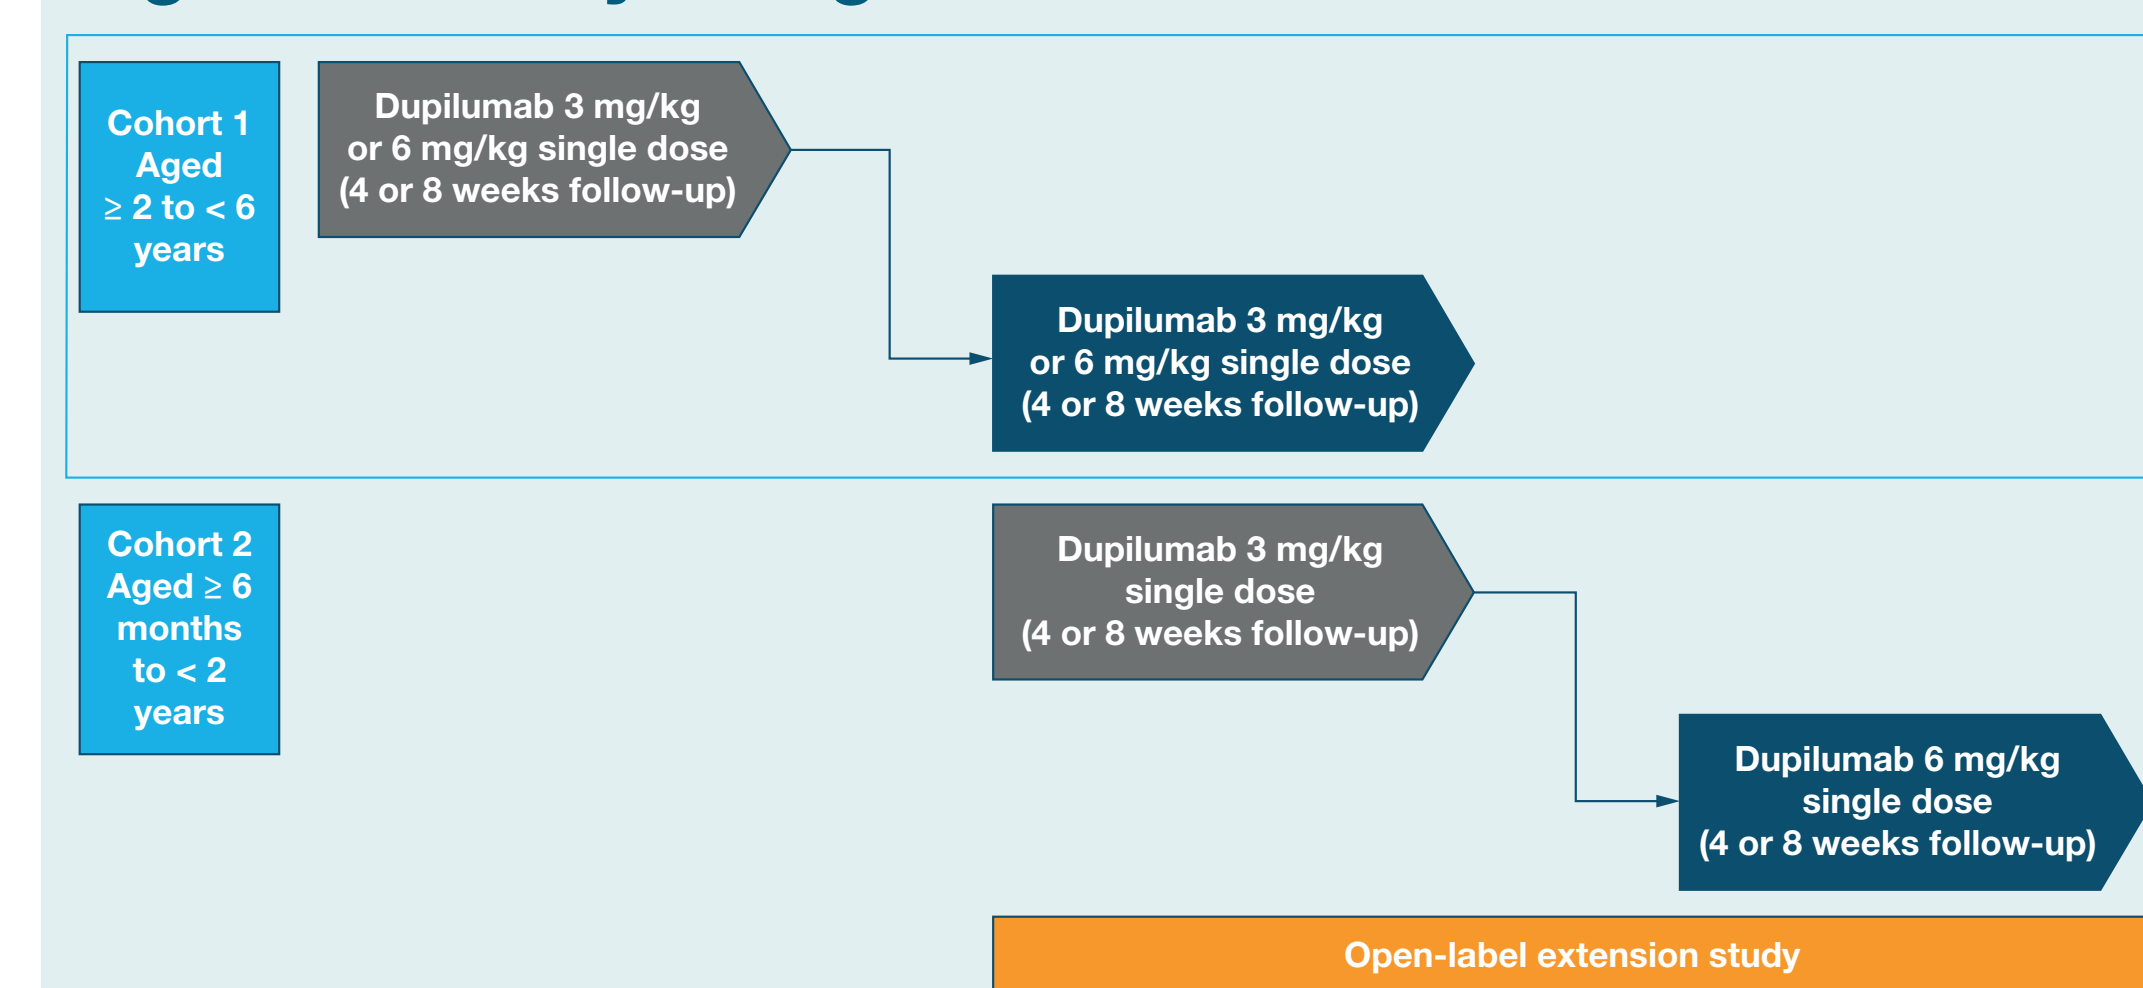 Cohort 1
Aged
≥ 2 to < 6
years
Dupilumab 3 mg/kg
or 6 mg/kg single dose
(4 or 8 weeks follow-up)
Dupilumab 3 mg/kg
or 6 mg/kg single dose
(4 or 8 weeks follow-up)
Cohort 2
Aged ≥ 6
months
to < 2
years
Dupilumab 3 mg/kg
single dose
(4 or 8 weeks follow-up)
Dupilumab 6 mg/kg
single dose
(4 or 8 weeks follow-up)
Open-label extension study